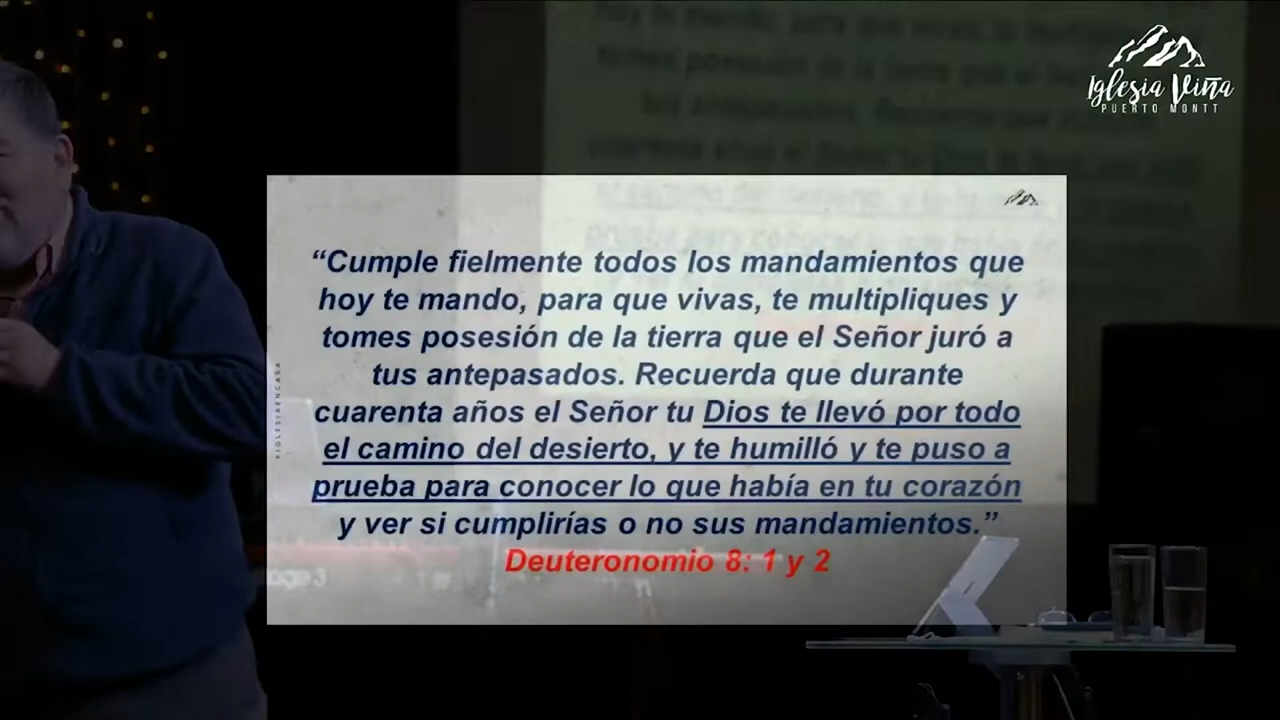 Iglesia Viña
PUERTO MONTT
“Cumple fielmente todos los mandamientos que
hoy te mando, para que vivas, te multipliques y
tomes posesión de la tierra que el Señor juró a
tus antepasados. Recuerda que durante
cuarenta años el Señor tu Dios te llevó por todo
el camino del desierto, y te humilló y te puso a
prueba para conocer lo que había en tu corazón
y ver si cumplirías o no sus mandamientos.”
Deuteronomio 8: 1 y 2
#IGLESIAENCASA